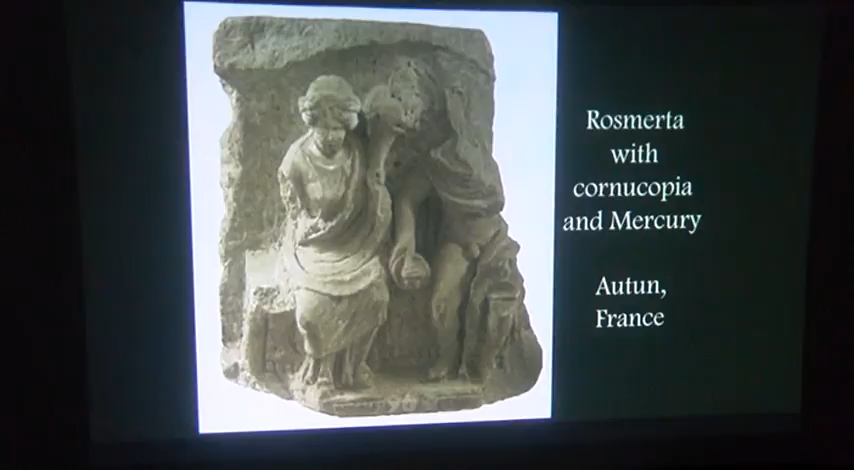 Rosmerta
with
cornucopia
and Mercury
Autun,
France